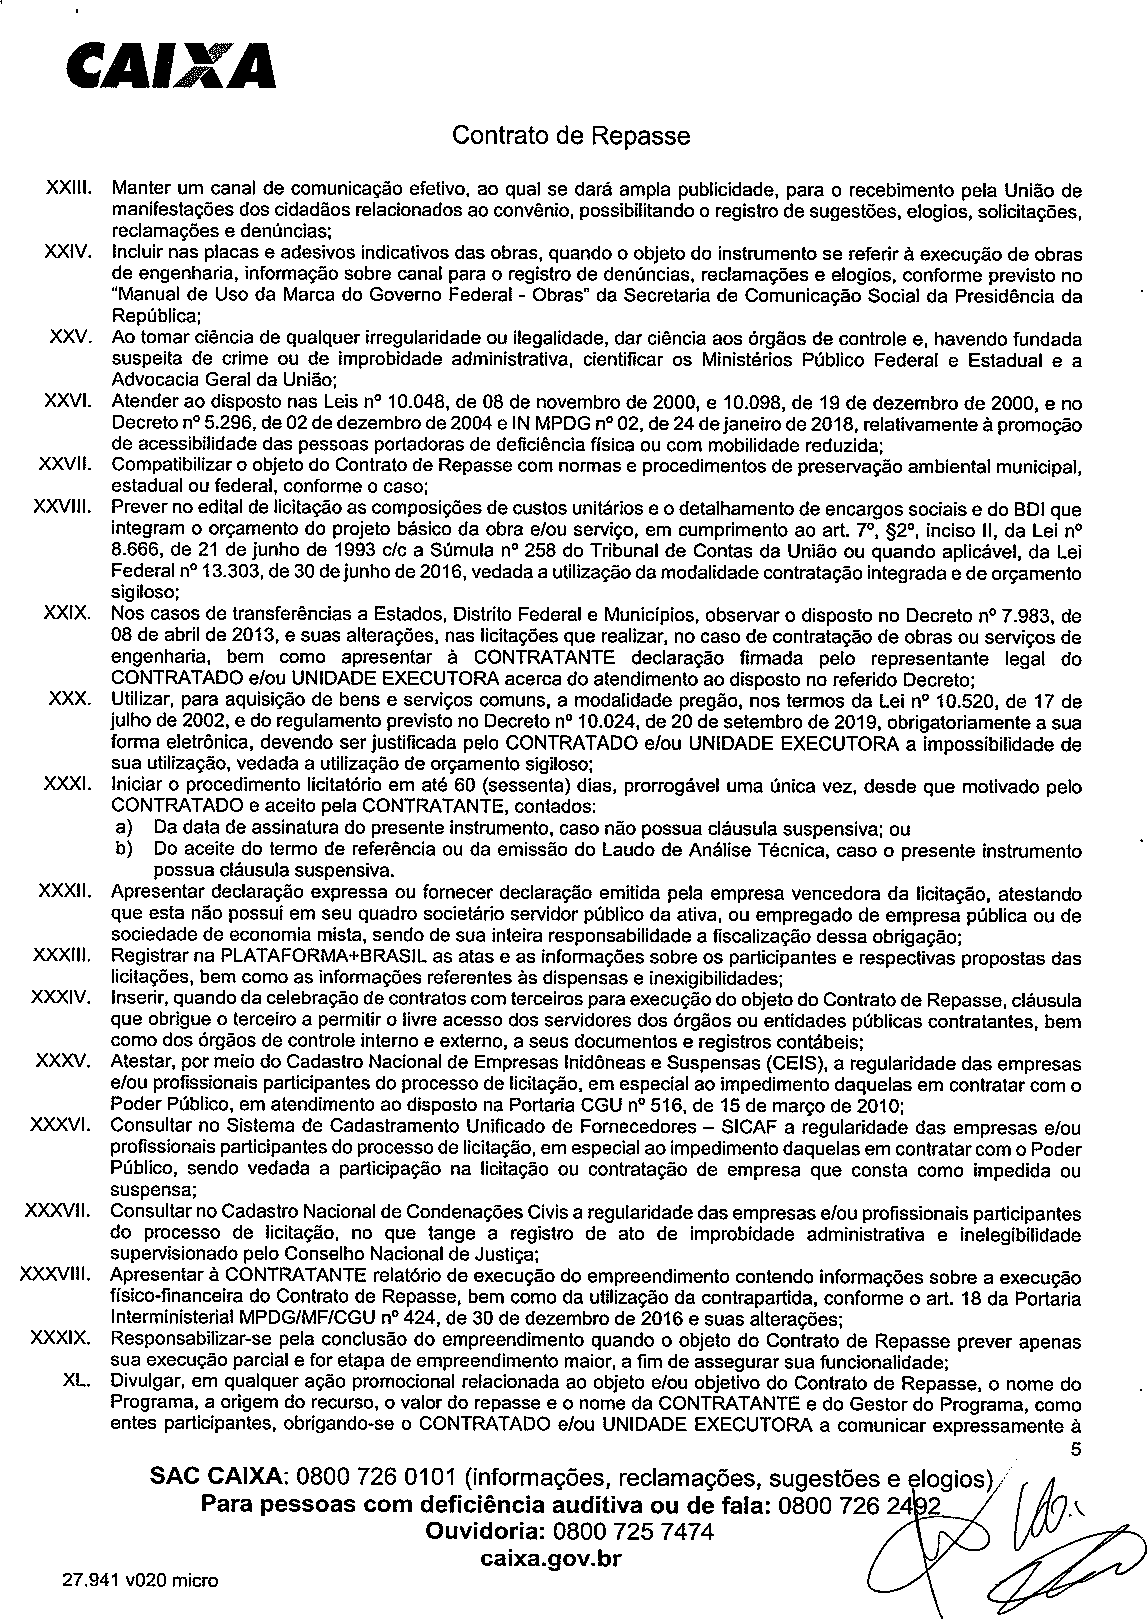 CAIXA
Contrato de Repasse
XXIII. Manter um canal de comunicação efetivo, ao qual se dará ampla publicidade, para o recebimento pela União de
manifestações dos cidadãos relacionados ao convênio, possibilitando o registro de sugestões, elogios, solicitações,
reclamações e denúncias;
XXIV. Incluir nas placas e adesivos indicativos das obras, quando o objeto do instrumento se referir à execução de obras
de engenharia, informação sobre canal para o registro de denúncias, reclamações e elogios, conforme previsto no
"Manual de Uso da Marca do Governo Federal - Obras" da Secretaria de Comunicação Social da Presidência da
República;
XXV. Ao tomar ciência de qualquer irregularidade ou ilegalidade, dar ciência aos órgãos de controle e, havendo fundada
suspeita de crime ou de improbidade administrativa, cientificar os Ministérios Público Federal e Estadual e a
Advocacia Geral da União;
XXVI. Atender ao disposto nas Leis nº 10.048, de 08 de novembro de 2000, e 10.098, de 19 de dezembro de 2000, e no
Decreto nº 5.296, de 02 de dezembro de 2004 e IN MPDG nº 02, de 24 de janeiro de 2018, relativamente à promoção
de acessibilidade das pessoas portadoras de deficiência física ou com mobilidade reduzida;
XXVII. Compatibilizar o objeto do Contrato de Repasse com normas e procedimentos de preservação ambiental municipal,
estadual ou federal, conforme o caso;
XXVIII. Prever no edital de licitação as composições de custos unitários e o detalhamento de encargos sociais e do BDI que
integram o orçamento do projeto básico da obra e/ou serviço, em cumprimento ao art. 7º, §2º, inciso II, da Lei nº
8.666, de 21 de junho de 1993 c/c a Súmula nº 258 do Tribunal de Contas da União ou quando aplicável, da Lei
Federal nº 13.303, de 30 de junho de 2016, vedada a utilização da modalidade contratação integrada e de orçamento
sigiloso;
XXIX. Nos casos de transferências a Estados, Distrito Federal e Municípios, observar o disposto no Decreto nº 7.983, de
08 de abril de 2013, e suas alterações, nas licitações que realizar, no caso de contratação de obras ou serviços de
engenharia, bem como apresentar à CONTRATANTE declaração firmada pelo representante legal do
CONTRATADO e/ou UNIDADE EXECUTORA acerca do atendimento ao disposto no referido Decreto;
XXX. Utilizar, para aquisição de bens e serviços comuns, a modalidade pregão, nos termos da Lei nº 10.520, de 17 de
julho de 2002, e do regulamento previsto no Decreto nº 10.024, de 20 de setembro de 2019, obrigatoriamente a sua
forma eletrônica, devendo ser justificada pelo CONTRATADO e/ou UNIDADE EXECUTORA a impossibilidade de
sua utilização, vedada a utilização de orçamento sigiloso;
XXXI. Iniciar o procedimento licitatório em até 60 (sessenta) dias, prorrogável uma única vez, desde que motivado pelo
CONTRATADO e aceito pela CONTRATANTE, contados:
a) Da data de assinatura do presente instrumento, caso não possua cláusula suspensiva; ou
b) Do aceite do termo de referência ou da emissão do Laudo de Análise Técnica, caso o presente instrumento
possua cláusula suspensiva.
XXXII. Apresentar declaração expressa ou fornecer declaração emitida pela empresa vencedora da licitação, atestando
que esta não possui em seu quadro societário servidor público da ativa, ou empregado de empresa pública ou de
sociedade de economia mista, sendo de sua inteira responsabilidade a fiscalização dessa obrigação;
XXXIII. Registrar na PLATAFORMA+BRASIL as atas e as informações sobre os participantes e respectivas propostas das
licitações, bem como as informações referentes às dispensas e inexigibilidades;
XXXIV. Inserir, quando da celebração de contratos com terceiros para execução do objeto do Contrato de Repasse, cláusula
que obrigue o terceiro a permitir o livre acesso dos servidores dos órgãos ou entidades públicas contratantes, bem
como dos órgãos de controle interno e externo, a seus documentos e registros contábeis;
XXXV. Atestar, por meio do Cadastro Nacional de Empresas Inidôneas e Suspensas (CEIS), a regularidade das empresas
e/ou profissionais participantes do processo de licitação, em especial ao impedimento daquelas em contratar com o
Poder Público, em atendimento ao disposto na Portaria CGU nº 516, de 15 de março de 2010;
XXXVI. Consultar no Sistema de Cadastramento Unificado de Fornecedores – SICAF a regularidade das empresas e/ou
profissionais participantes do processo de licitação, em especial ao impedimento daquelas em contratar com o Poder
Público, sendo vedada a participação na licitação ou contratação de empresa que consta como impedida ou
suspensa;
XXXVII. Consultar no Cadastro Nacional de Condenações Civis a regularidade das empresas e/ou profissionais participantes
do processo de licitação, no que tange a registro de ato de improbidade administrativa e inelegibilidade
supervisionado pelo Conselho Nacional de Justiça;
XXXVIII. Apresentar à CONTRATANTE relatório de execução do empreendimento contendo informações sobre a execução
físico-financeira do Contrato de Repasse, bem como da utilização da contrapartida, conforme o art. 18 da Portaria
Interministerial MPDG/MF/CGU nº 424, de 30 de dezembro de 2016 e suas alterações;
XXXIX. Responsabilizar-se pela conclusão do empreendimento quando o objeto do Contrato de Repasse prever apenas
sua execução parcial e for etapa de empreendimento maior, a fim de assegurar sua funcionalidade;
XL. Divulgar, em qualquer ação promocional relacionada ao objeto e/ou objetivo do Contrato de Repasse, o nome do
Programa, a origem do recurso, o valor do repasse e o nome da CONTRATANTE e do Gestor do Programa, como
entes participantes, obrigando-se o CONTRATADO e/ou UNIDADE EXECUTORA a comunicar expressamente à
5
SAC CAIXA: 0800 726 0101 (informações, reclamações, sugestões e elogios)
Para pessoas com deficiência auditiva ou de fala: 0800 726 2492
Ouvidoria: 0800 725 7474
caixa.gov.br
27.941 v020 micro